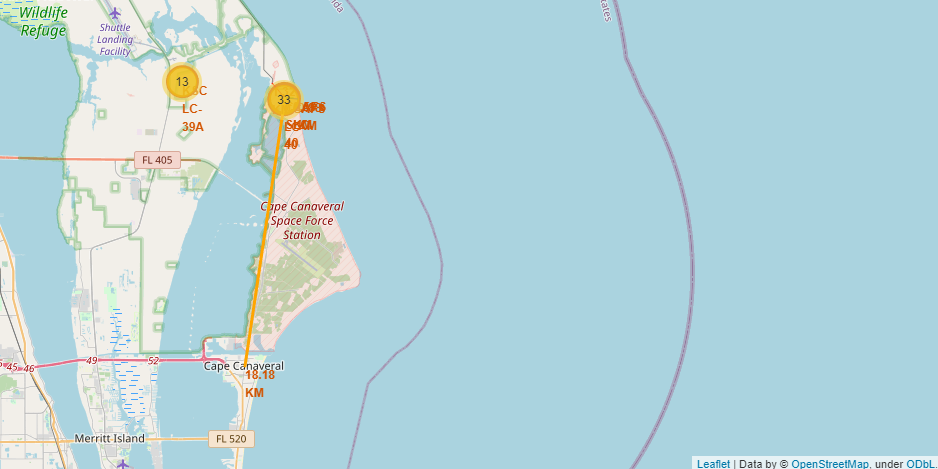 Wildlife
Refuge
Shuttle
Landing
Facility
13
LC-
39A
33
40
FL 405
Cape Canaveral
Space Force
Station
49
52
45
46
Cape Canaveral
18.18
KM
Merritt Island
FL 520
Leaflet | Data by © OpenStreetMap, under ODbL.